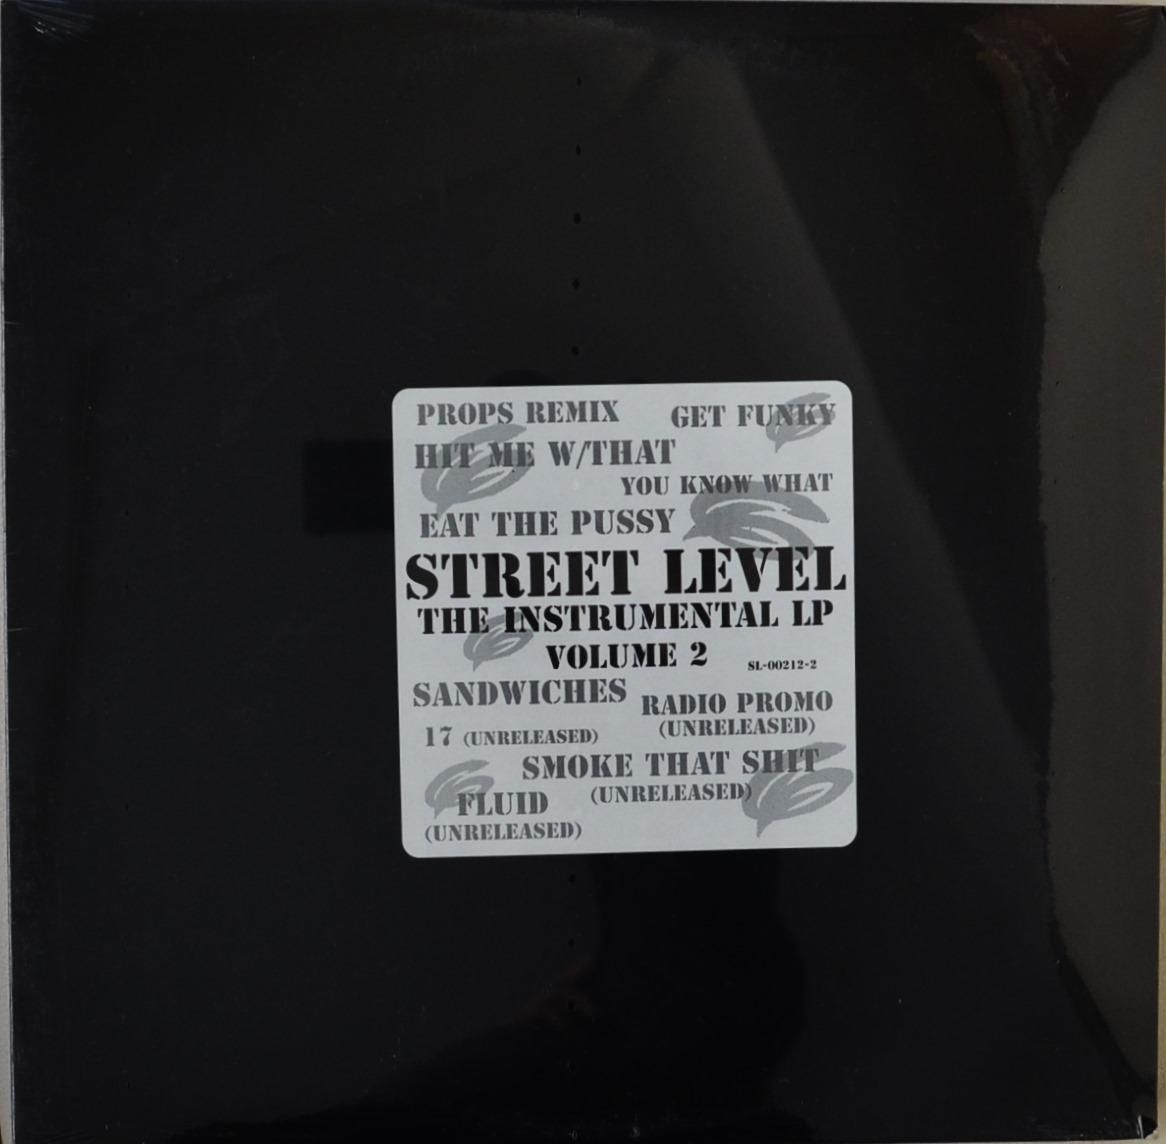 PROPS REMIX
GET FUNKY
HIT ME W/THAT
YOU KNOW WHAT
EAT THE PUSSY
STREET LEVEL
THE INSTRUMENTAL LP
VOLUME 2
SL-00212-2
SANDWICHES
RADIO PROMO
(UNRELEASED)
17 (UNRELEASED)
SMOKE THAT SHIT
(UNRELEASED)
FLUID
(UNRELEASED)